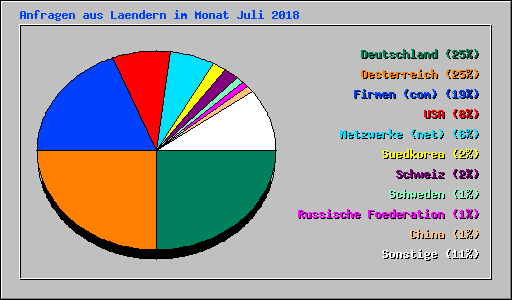 Anfragen aus Laendern im Monat Juli 2018
Deutschland (25%)
Oesterreich (25%)
Firmen (com) (19%)
USA (8%)
Netzwerke (net) (6%)
Suedkorea (2%)
Schweiz (2%)
Schweden (1%)
Russische Foederation (1%)
China (1%)
Sonstige (11%)